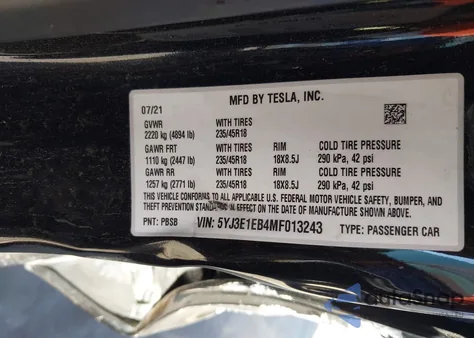 MFD BY TESLA, INC.
07/21
GVWR WITH TIRES
2220 kg (4894 lb) 235/45R18
GAWR FRT WITH TIRES RIM COLD TIRE PRESSURE
1110 kg (2447 lb) 235/45R18 18X8.5J 290 kPa, 42 psi
GAWR RR WITH TIRES RIM COLD TIRE PRESSURE
1257 kg (2771 lb) 235/45R18 18X8.5J 290 kPa, 42 psi
THIS VEHICLE CONFORMS TO ALL APPLICABLE U.S. FEDERAL MOTOR VEHICLE SAFETY, BUMPER, AND
THEFT PREVENTION STANDARDS IN EFFECT ON THE DATE OF MANUFACTURE SHOWN ABOVE.
PNT: PBSB VIN: 5YJ3E1EB4MF013243 TYPE: PASSENGER CAR
autosnap